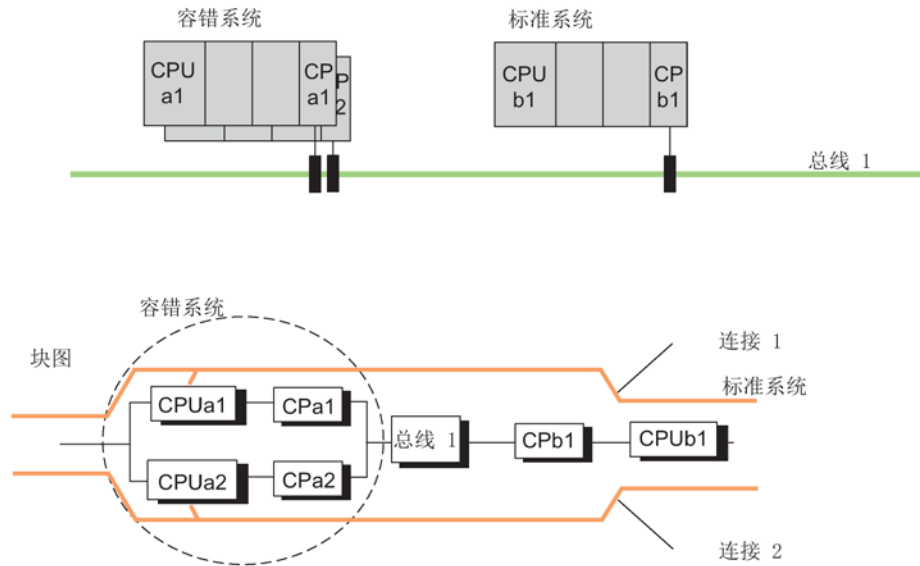 容错系统
标准系统
CPU
a1
CP
a1
P
2
CPU
b1
CP
b1
总线 1
容错系统
块图
连接 1
标准系统
CPUa1
CPa1
总线 1
CPb1
CPUb1
CPUa2
CPa2
连接 2